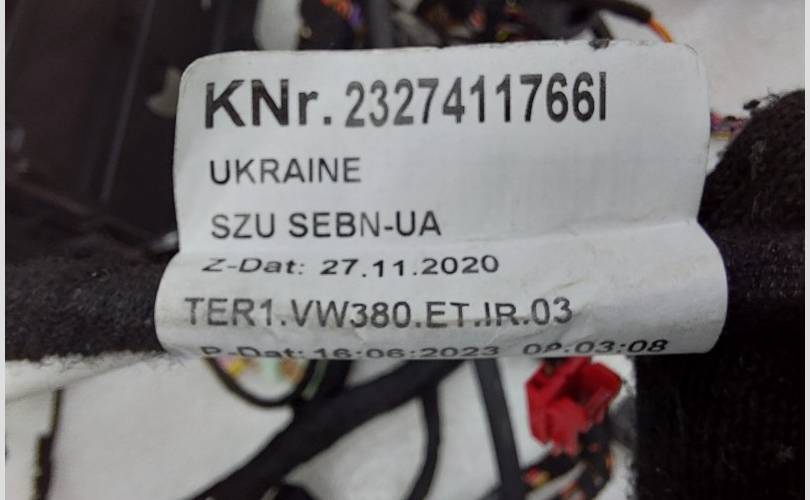 KNr. 2327411766I
UKRAINE
SZU SEBN-UA
Z-Dat: 27.11.2020
TER1.VW380.ET.IR.03
P-Dat: 16:06:2023 09:03:08